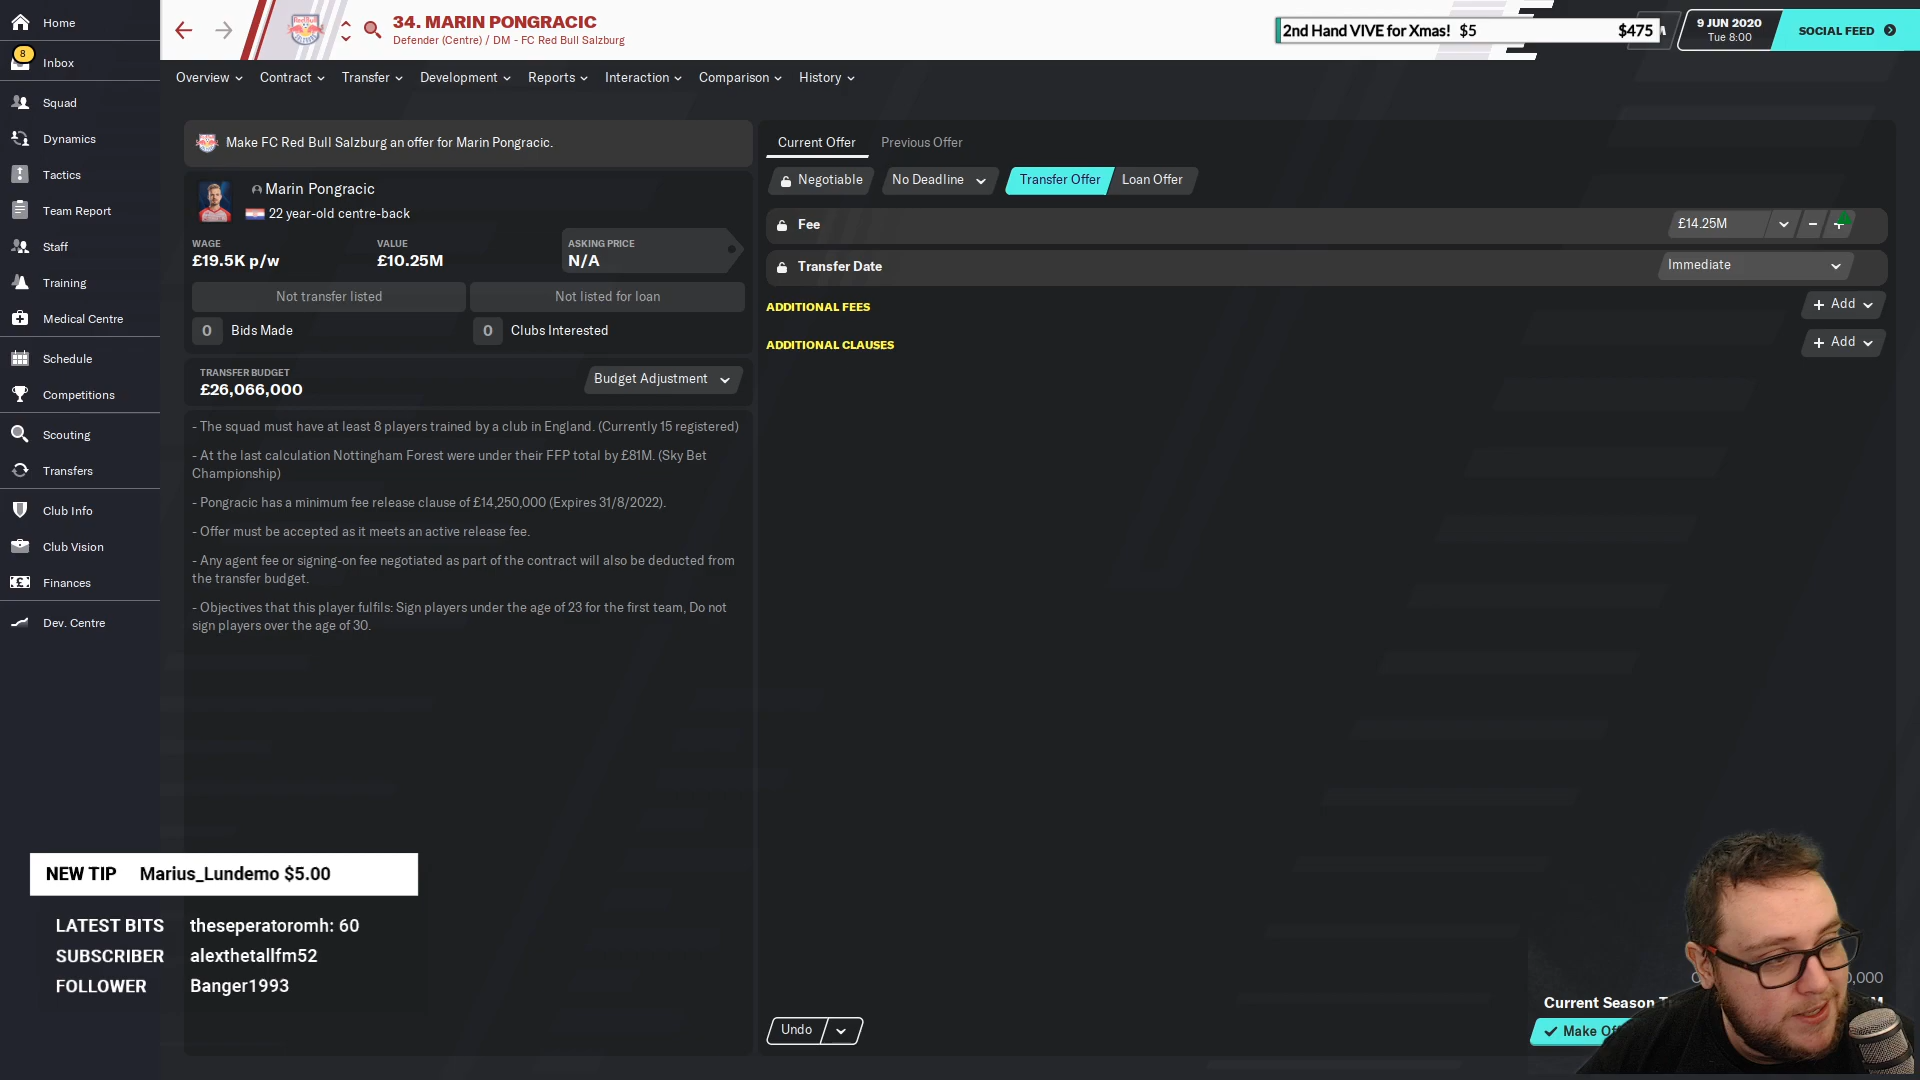 Home
8
Inbox
Squad
Dynamics
Tactics
Team Report
Staff
Training
Medical Centre
Schedule
Competitions
Scouting
Transfers
Club Info
Club Vision
Finances
Dev. Centre
34. MARIN PONGRACIC
Defender (Centre) / DM - FC Red Bull Salzburg
2nd Hand VIVE for Xmas! $5 $475
9 JUN 2020
Tue 8:00
SOCIAL FEED
Overview Contract Transfer Development Reports Interaction Comparison History
Make FC Red Bull Salzburg an offer for Marin Pongracic.
Marin Pongracic
22 year-old centre-back
WAGE VALUE ASKING PRICE
£19.5K p/w £10.25M N/A
Not transfer listed Not listed for loan
0 Bids Made 0 Clubs Interested
TRANSFER BUDGET
£26,066,000
Budget Adjustment
- The squad must have at least 8 players trained by a club in England. (Currently 15 registered)
- At the last calculation Nottingham Forest were under their FFP total by £81M. (Sky Bet
Championship)
- Pongracic has a minimum fee release clause of £14,250,000 (Expires 31/8/2022).
- Offer must be accepted as it meets an active release fee.
- Any agent fee or signing-on fee negotiated as part of the contract will also be deducted from
the transfer budget.
- Objectives that this player fulfils: Sign players under the age of 23 for the first team, Do not
sign players over the age of 30.
Current Offer Previous Offer
Negotiable No Deadline Transfer Offer Loan Offer
Fee £14.25M
Transfer Date Immediate
ADDITIONAL FEES + Add
ADDITIONAL CLAUSES + Add
Undo
,000
Current Season
Make
NEW TIP Marius_Lundemo $5.00
LATEST BITS theseperatoromh: 60
SUBSCRIBER alexthetallfm52
FOLLOWER Banger1993